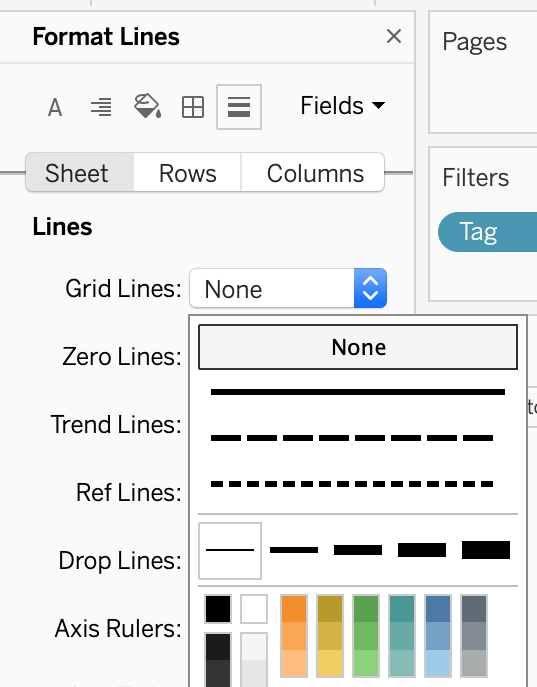 Format Lines
Pages
A
Fields
Sheet Rows Columns
Filters
Tag
Lines
Grid Lines: None
None
Zero Lines:
Trend Lines:
Ref Lines:
Drop Lines:
Axis Rulers: